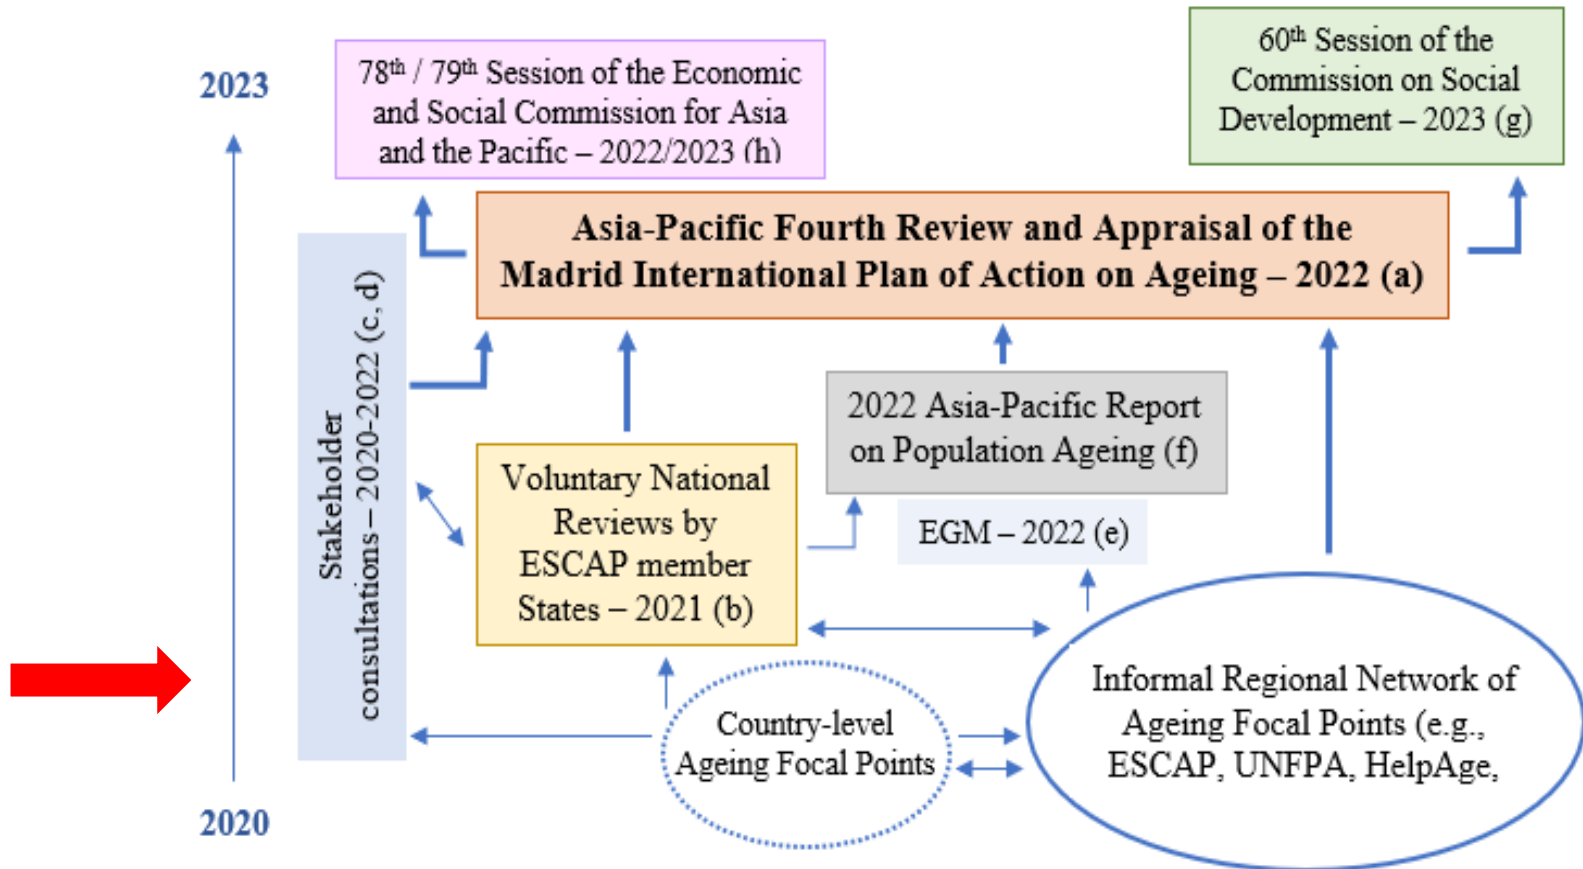 2023
78th / 79th Session of the Economic
and Social Commission for Asia
and the Pacific – 2022/2023 (h)
60th Session of the
Commission on Social
Development – 2023 (g)
Asia-Pacific Fourth Review and Appraisal of the
Madrid International Plan of Action on Ageing – 2022 (a)
Stakeholder
consultations – 2020-2022 (c, d)
2022 Asia-Pacific Report
on Population Ageing (f)
Voluntary National
Reviews by
ESCAP member
States – 2021 (b)
EGM – 2022 (e)
Country-level
Ageing Focal Points
Informal Regional Network of
Ageing Focal Points (e.g.,
ESCAP, UNFPA, HelpAge,
2020